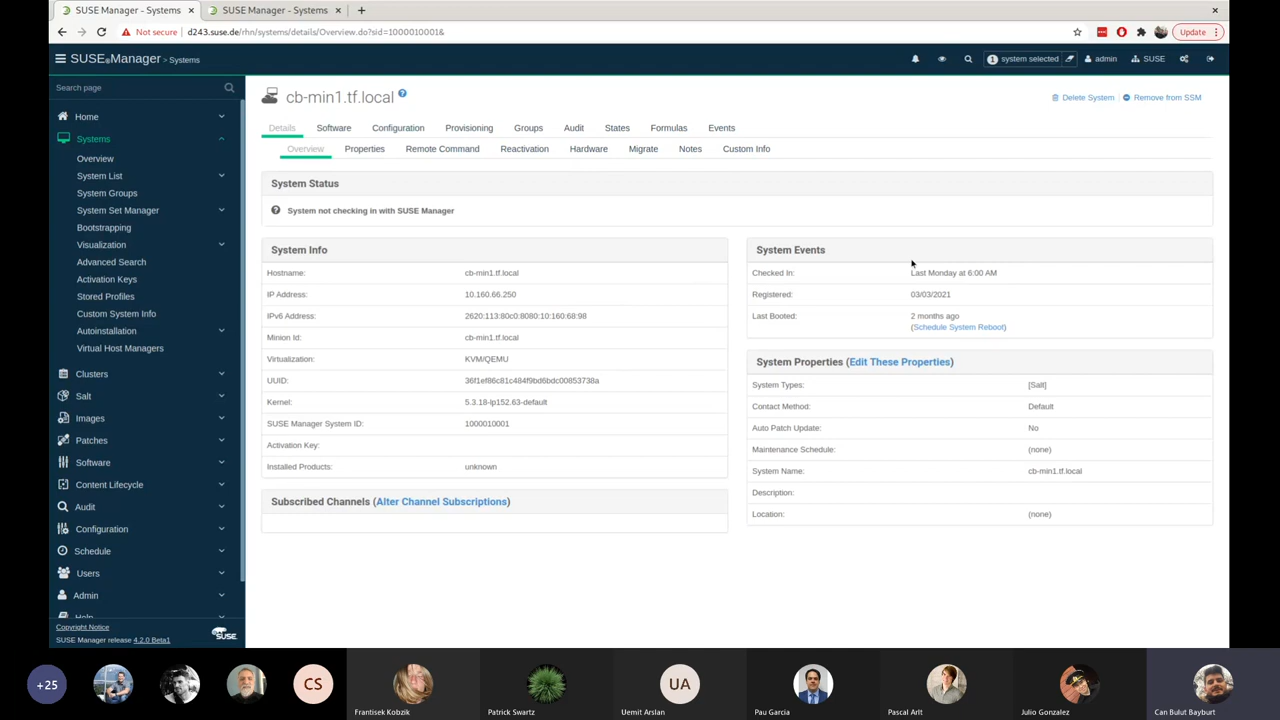 SUSE Manager - Systems
SUSE Manager - Systems
Not secure
d243.suse.de/rhn/systems/details/Overview.do?sid=1000010001&
Update
SUSE Manager > Systems
1 system selected
admin
SUSE
Search page
Home
Systems
Overview
System List
System Groups
System Set Manager
Bootstrapping
Visualization
Advanced Search
Activation Keys
Stored Profiles
Custom System Info
Autoinstallation
Virtual Host Managers
Clusters
Salt
Images
Patches
Software
Content Lifecycle
Audit
Configuration
Schedule
Users
Admin
Help
Copyright Notice
SUSE Manager release 4.2.0 Beta1
SUSE
cb-min1.tf.local
Delete System
Remove from SSM
Details Software Configuration Provisioning Groups Audit States Formulas Events
Overview Properties Remote Command Reactivation Hardware Migrate Notes Custom Info
System Status
System not checking in with SUSE Manager
System Info
Hostname: cb-min1.tf.local
IP Address: 10.160.66.250
IPv6 Address: 2620:113:80c0:8080:10:160:68:98
Minion Id: cb-min1.tf.local
Virtualization: KVM/QEMU
UUID: 36f1ef86c81c484f9bd6bdc00853738a
Kernel: 5.3.18-lp152.63-default
SUSE Manager System ID: 1000010001
Activation Key:
Installed Products: unknown
Subscribed Channels (Alter Channel Subscriptions)
System Events
Checked In: Last Monday at 6:00 AM
Registered: 03/03/2021
Last Booted: 2 months ago
(Schedule System Reboot)
System Properties (Edit These Properties)
System Types: [Salt]
Contact Method: Default
Auto Patch Update: No
Maintenance Schedule: (none)
System Name: cb-min1.tf.local
Description:
Location: (none)
+25
CS
UA
Frantisek Kobzik
Patrick Swartz
Uemit Arslan
Pau Garcia
Pascal Arlt
Julio Gonzalez
Can Bulut Bayburt